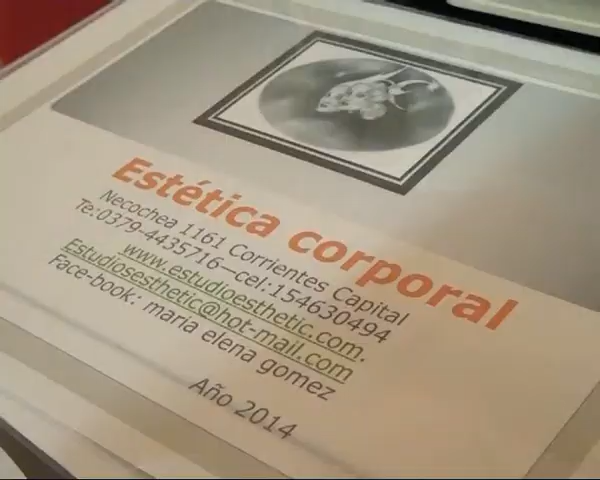 Estética corporal
Necochea 1161 Corrientes Capital
Te:0379-4435716—cel:154630494
www.estudioesthetic.com.
Estudiosesthetic@hot-mail.com
Face-book: maria elena gomez
Año 2014